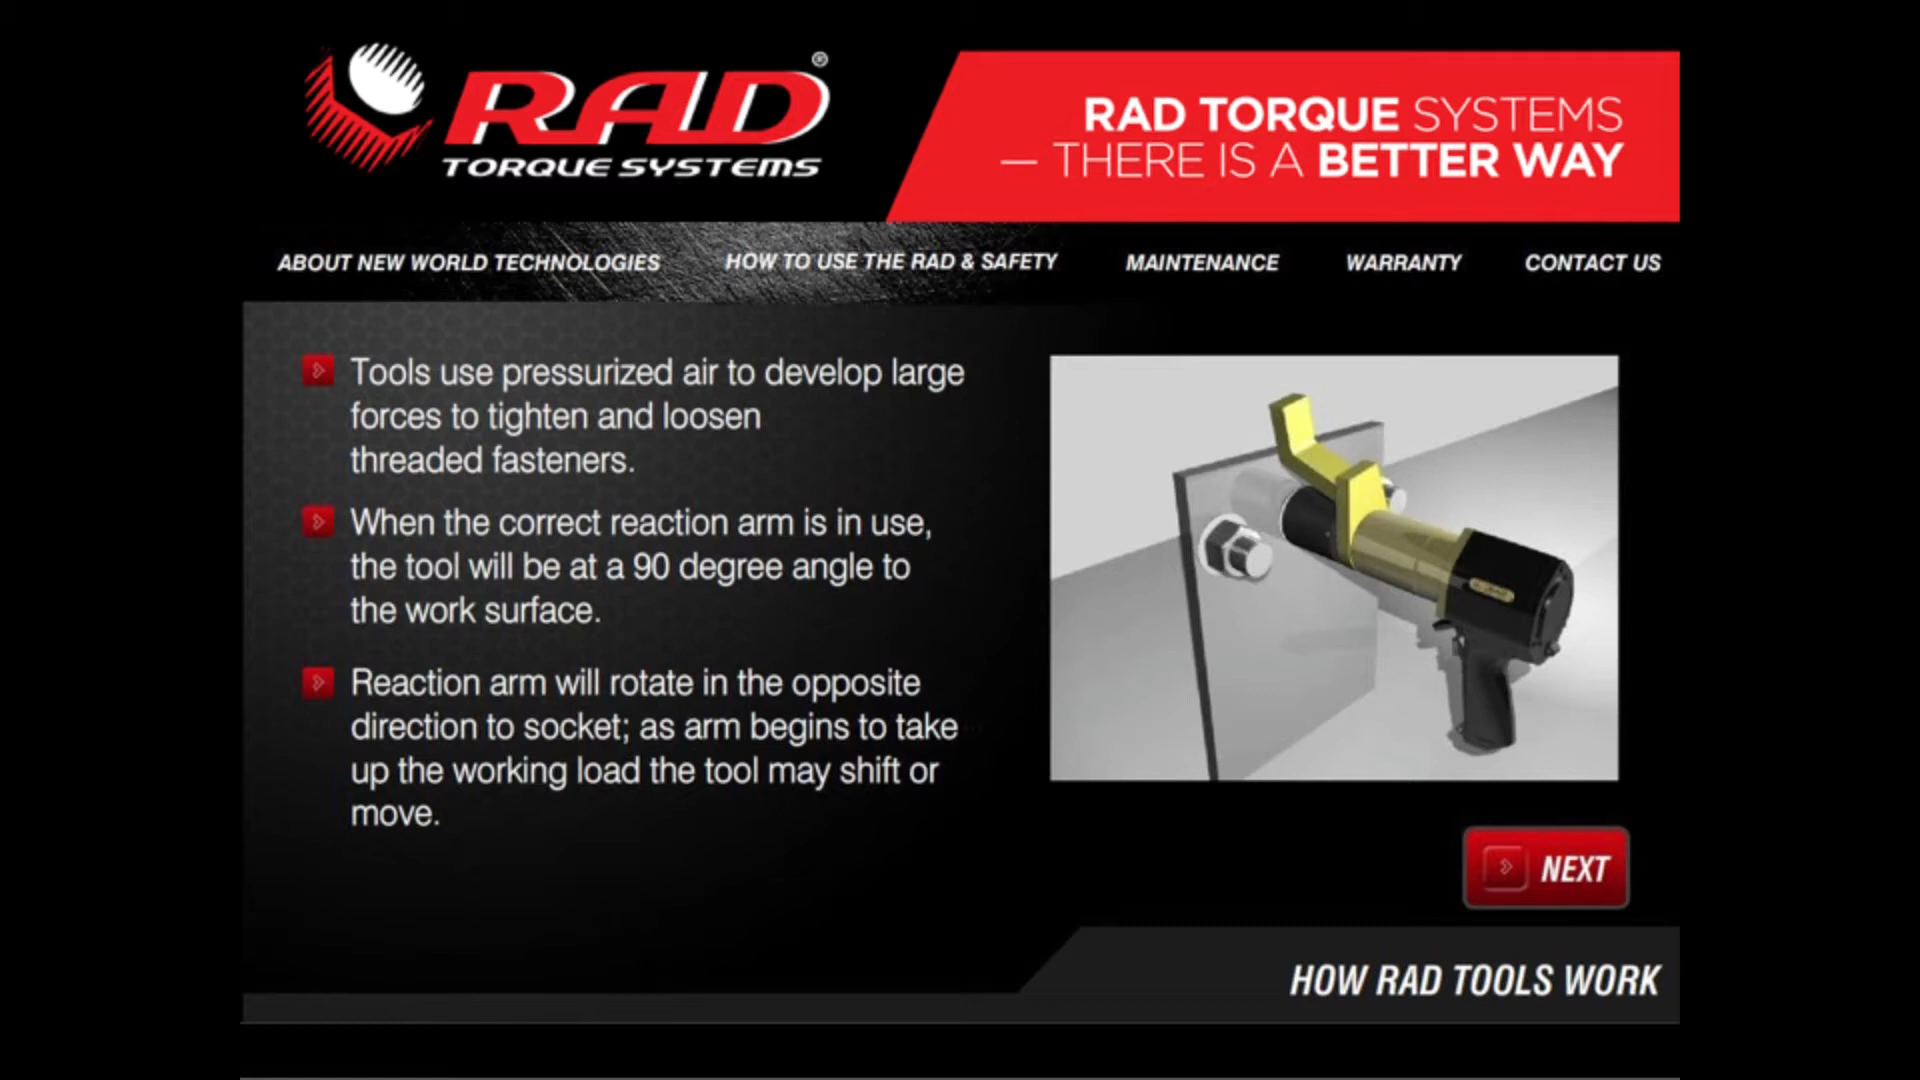 RAD®
TORQUE SYSTEMS
RAD TORQUE SYSTEMS
— THERE IS A BETTER WAY
ABOUT NEW WORLD TECHNOLOGIES
HOW TO USE THE RAD & SAFETY
MAINTENANCE
WARRANTY
CONTACT US
Tools use pressurized air to develop large
forces to tighten and loosen
threaded fasteners.
When the correct reaction arm is in use,
the tool will be at a 90 degree angle to
the work surface.
Reaction arm will rotate in the opposite
direction to socket; as arm begins to take
up the working load the tool may shift or
move.
NEXT
HOW RAD TOOLS WORK